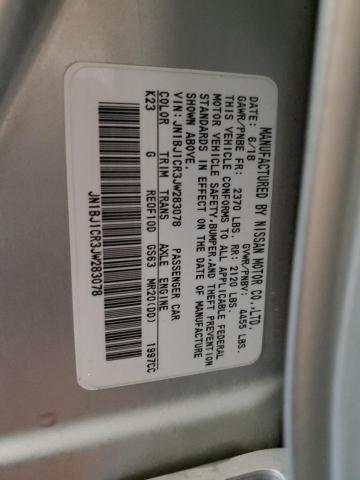 MANUFACTURED BY NISSAN MOTOR CO.,LTD.
DATE: 6/18 GVWR/PNBV: 4455 LBS.
GAWR/PNBE FR: 2370 LBS. RR: 2120 LBS.
THIS VEHICLE CONFORMS TO ALL APPLICABLE FEDERAL
MOTOR VEHICLE SAFETY,BUMPER,AND THEFT PREVENTION
STANDARDS IN EFFECT ON THE DATE OF MANUFACTURE
SHOWN ABOVE.
VIN: JN1BJ1CR3JW283078 PASSENGER CAR
COLOR TRIM TRANS AXLE ENGINE
K23 G RE0F10D GS63 MR20(DD) 1997CC
JN1BJ1CR3JW283078